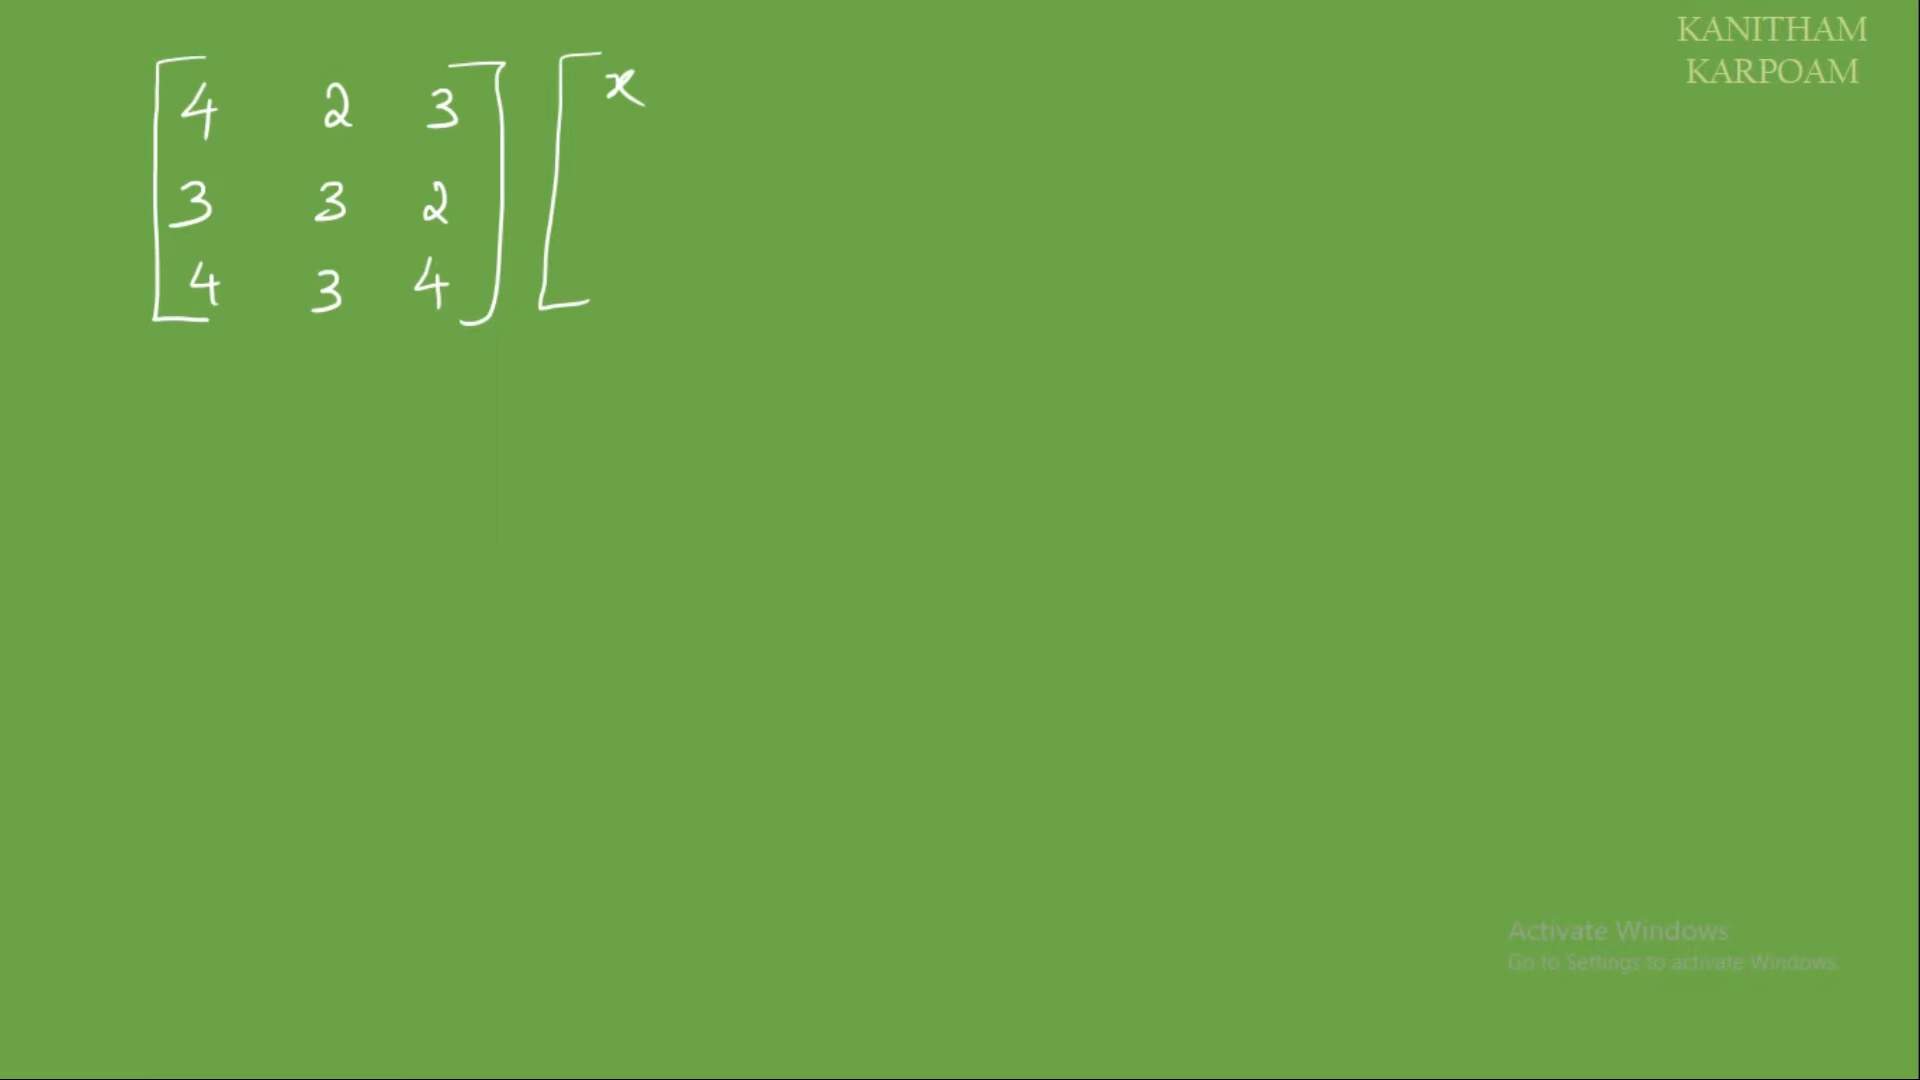 KANITHAM
KARPOAM
4 2 3 x
3 3 2
4 3 4
Activate Windows
Go to Settings to activate Windows.